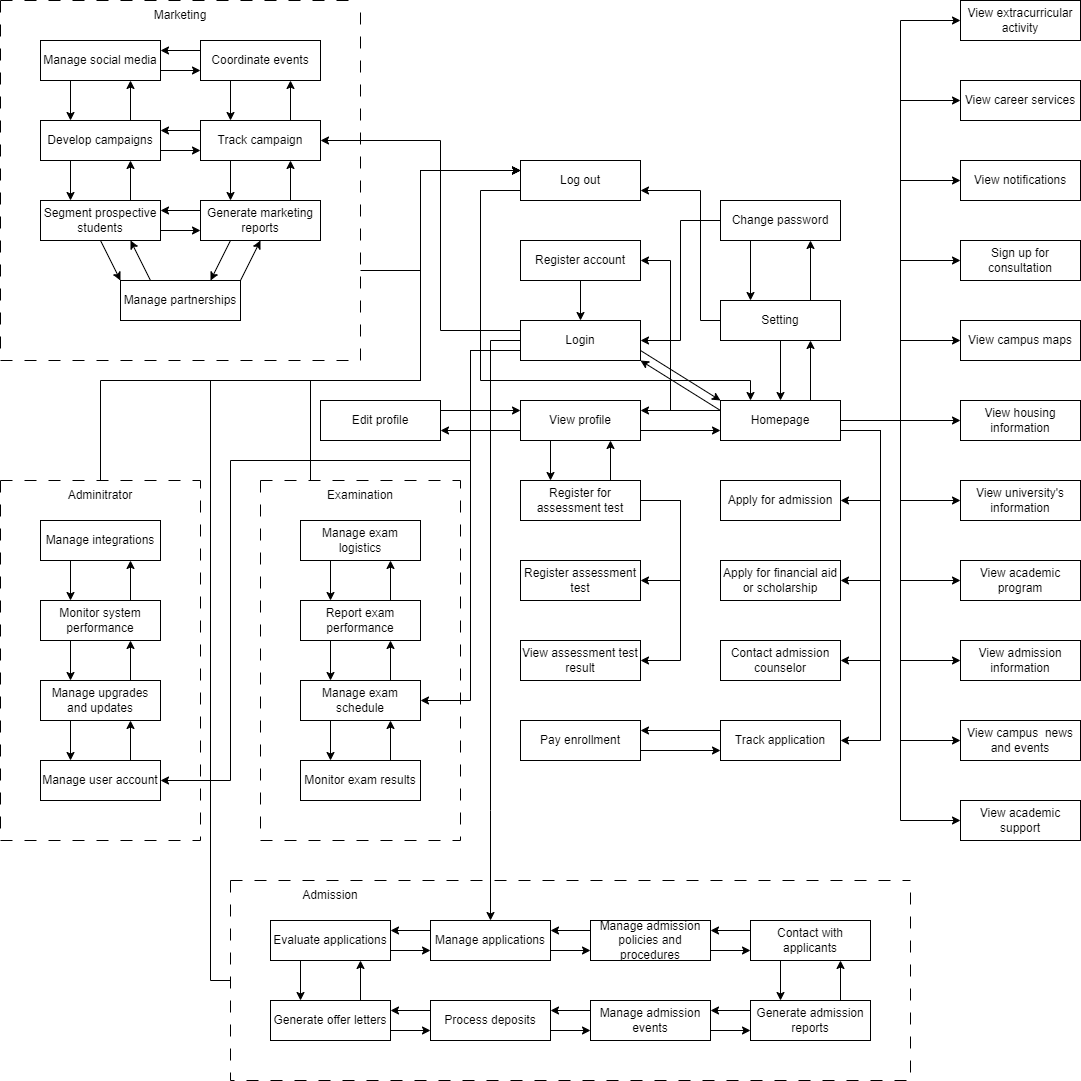 Marketing
Manage social media
Coordinate events
Develop campaigns
Track campaign
Segment prospective
students
Generate marketing
reports
Manage partnerships
Log out
Register account
Login
Change password
Setting
Edit profile
View profile
Homepage
Register for
assessment test
Register assessment
test
View assessment test
result
Pay enrollment
Apply for admission
Apply for financial aid
or scholarship
Contact admission
counselor
Track application
View extracurricular
activity
View career services
View notifications
Sign up for
consultation
View campus maps
View housing
information
View university's
information
View academic
program
View admission
information
View campus  news
and events
View academic
support
Adminitrator
Manage integrations
Monitor system
performance
Manage upgrades
and updates
Manage user account
Examination
Manage exam
logistics
Report exam
performance
Manage exam
schedule
Monitor exam results
Admission
Evaluate applications
Manage applications
Manage admission
policies and
procedures
Contact with
applicants
Generate offer letters
Process deposits
Manage admission
events
Generate admission
reports